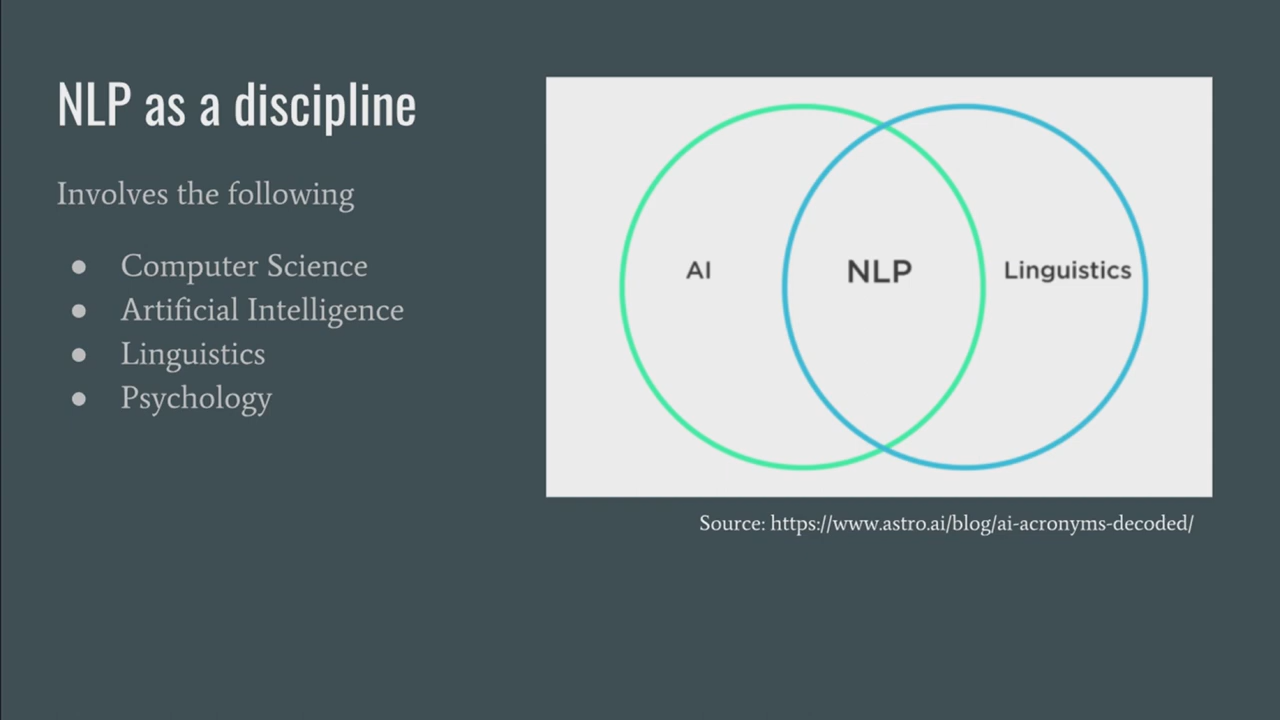 NLP as a discipline
Involves the following
● Computer Science
● Artificial Intelligence
● Linguistics
● Psychology
AI
NLP
Linguistics
Source: https://www.astro.ai/blog/ai-acronyms-decoded/